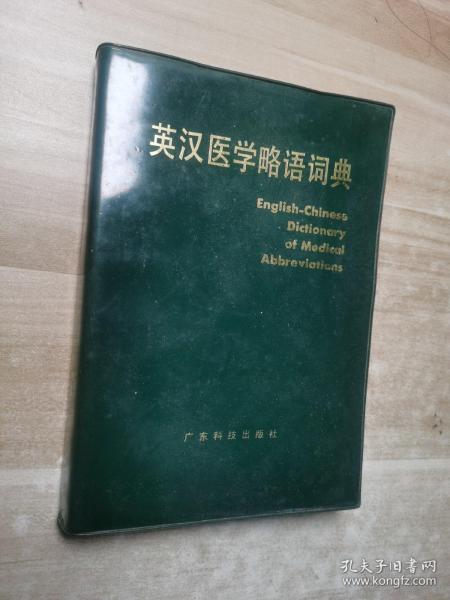 英汉医学略语词典
English-Chinese
Dictionary
of Medical
Abbreviations
广东科技出版社
孔夫子旧书网
www.kongfz.com